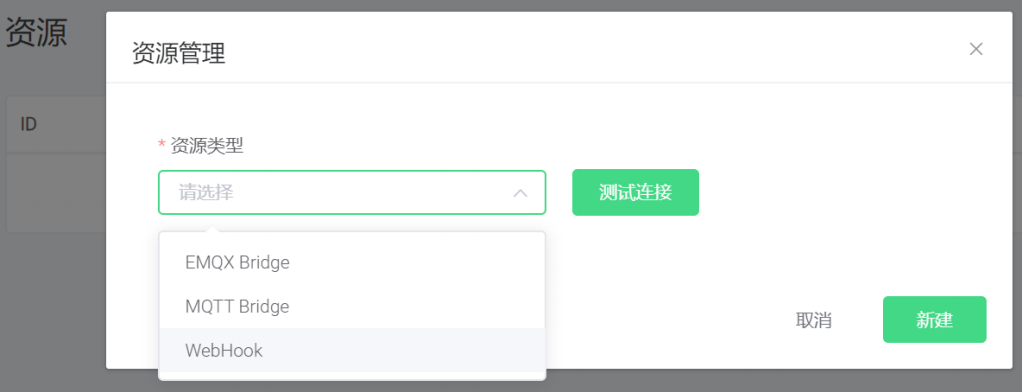 资源
资源管理
ID
* 资源类型
请选择
测试连接
EMQX Bridge
MQTT Bridge
WebHook
取消
新建